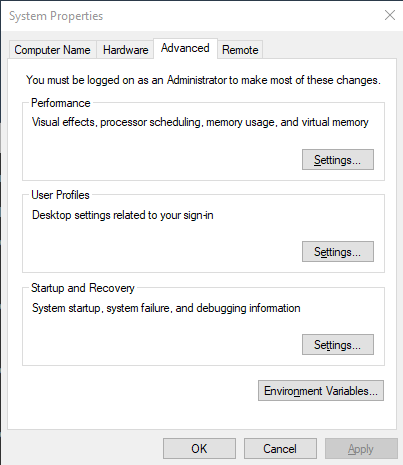 System Properties
Computer Name Hardware Advanced Remote
You must be logged on as an Administrator to make most of these changes.
Performance
Visual effects, processor scheduling, memory usage, and virtual memory
Settings...
User Profiles
Desktop settings related to your sign-in
Settings...
Startup and Recovery
System startup, system failure, and debugging information
Settings...
Environment Variables...
OK Cancel Apply